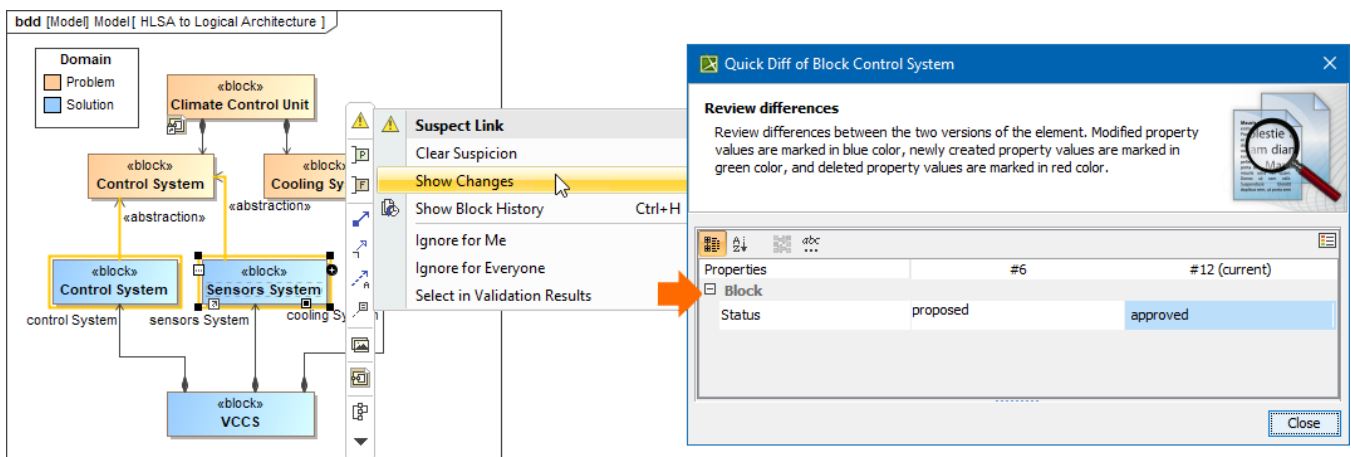 bdd [Model] Model[ HLSA to Logical Architecture ]
Domain
Problem
Solution
«block»
Climate Control Unit
«block»
Control System
«block»
Cooling Sy
«abstraction»
«abstraction»
«block»
Control System
«block»
Sensors System
control System
sensors System
cooling Sy
«block»
VCCS
P
F
A
Suspect Link
Clear Suspicion
Show Changes
Show Block History Ctrl+H
Ignore for Me
Ignore for Everyone
Select in Validation Results
Quick Diff of Block Control System
Review differences
Review differences between the two versions of the element. Modified property
values are marked in blue color, newly created property values are marked in
green color, and deleted property values are marked in red color.
Properties #6 #12 (current)
Block
Status proposed approved
Close